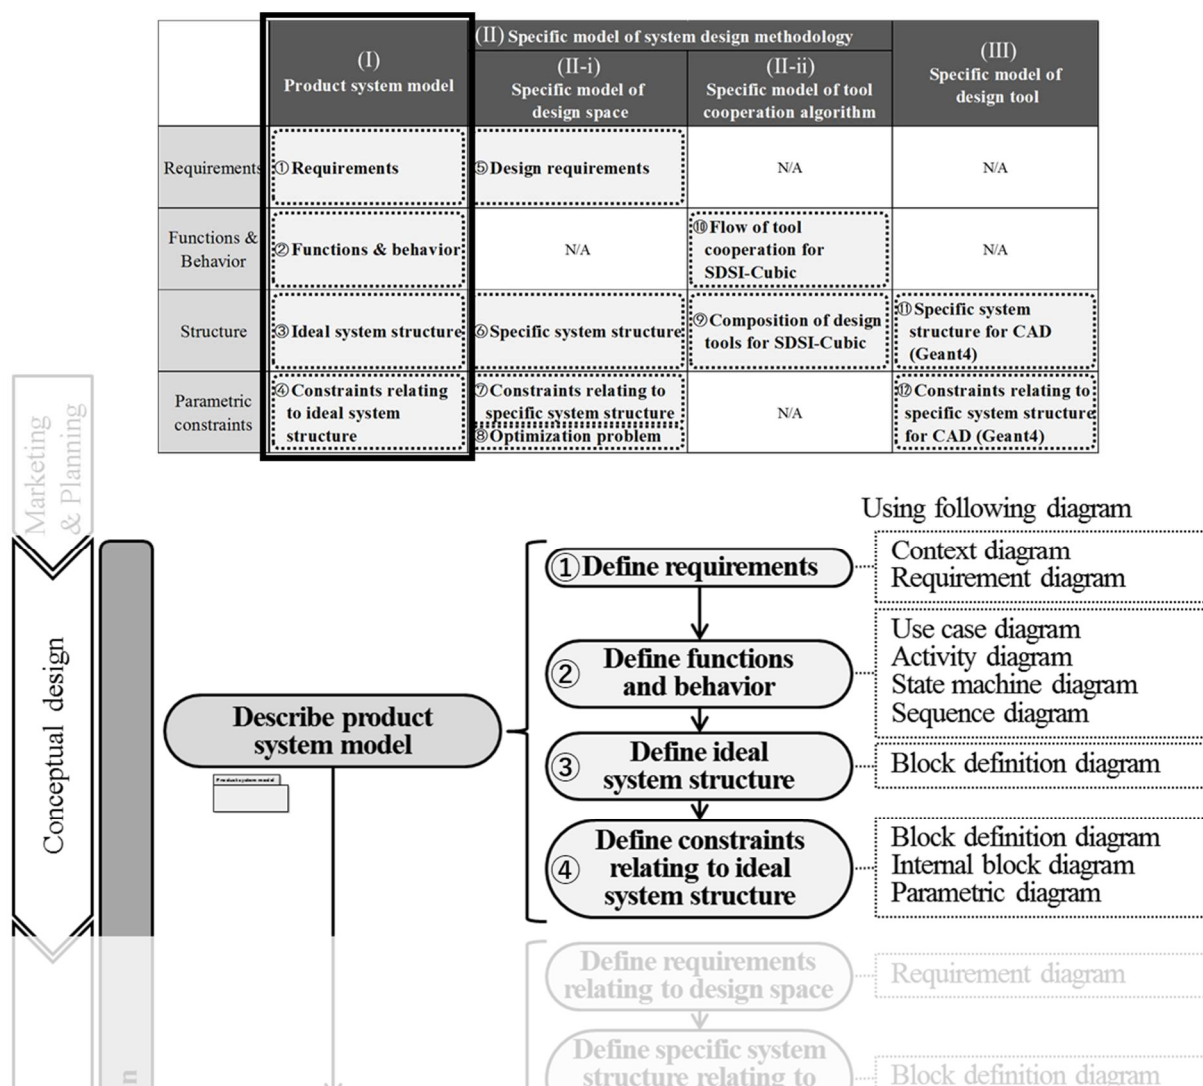 (I)
Product system model
(II) Specific model of system design methodology
(II-i)
Specific model of
design space
(II-ii)
Specific model of tool
cooperation algorithm
(III)
Specific model of
design tool
Requirements
① Requirements
⑤ Design requirements
N/A
N/A
Functions &
Behavior
② Functions & behavior
N/A
⑩ Flow of tool
cooperation for
SDSI-Cubic
N/A
Structure
③ Ideal system structure
⑥ Specific system structure
⑨ Composition of design
tools for SDSI-Cubic
⑪ Specific system
structure for CAD
(Geant4)
Parametric
constraints
④ Constraints relating
to ideal system
structure
⑦ Constraints relating to
specific system structure
⑧ Optimization problem
N/A
⑫ Constraints relating to
specific system structure
for CAD (Geant4)
Marketing
& Planning
Conceptual design
Describe product
system model
Product system model
Using following diagram
① Define requirements
Context diagram
Requirement diagram
② Define functions
and behavior
Use case diagram
Activity diagram
State machine diagram
Sequence diagram
③ Define ideal
system structure
Block definition diagram
④ Define constraints
relating to ideal
system structure
Block definition diagram
Internal block diagram
Parametric diagram
Define requirements
relating to design space
Requirement diagram
Define specific system
structure relating to
Block definition diagram